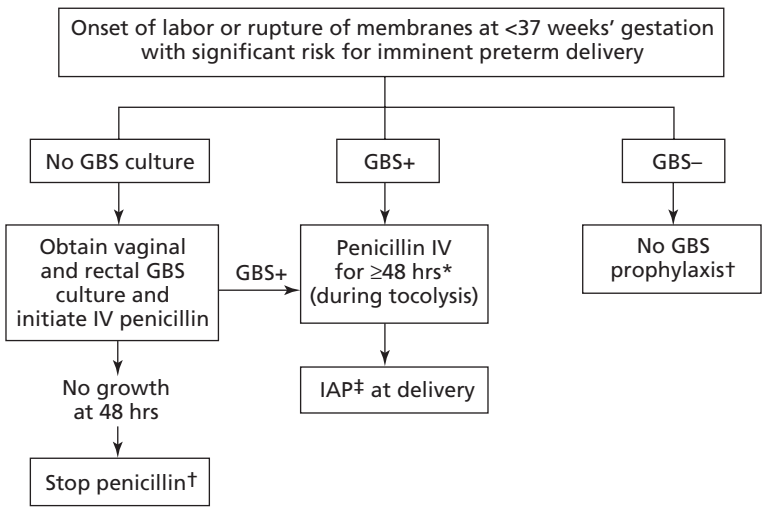 Onset of labor or rupture of membranes at <37 weeks' gestation
with significant risk for imminent preterm delivery
No GBS culture
GBS+
GBS–
Obtain vaginal
and rectal GBS
culture and
initiate IV penicillin
GBS+
Penicillin IV
for ≥48 hrs*
(during tocolysis)
No GBS
prophylaxis†
No growth
at 48 hrs
IAP‡ at delivery
Stop penicillin†